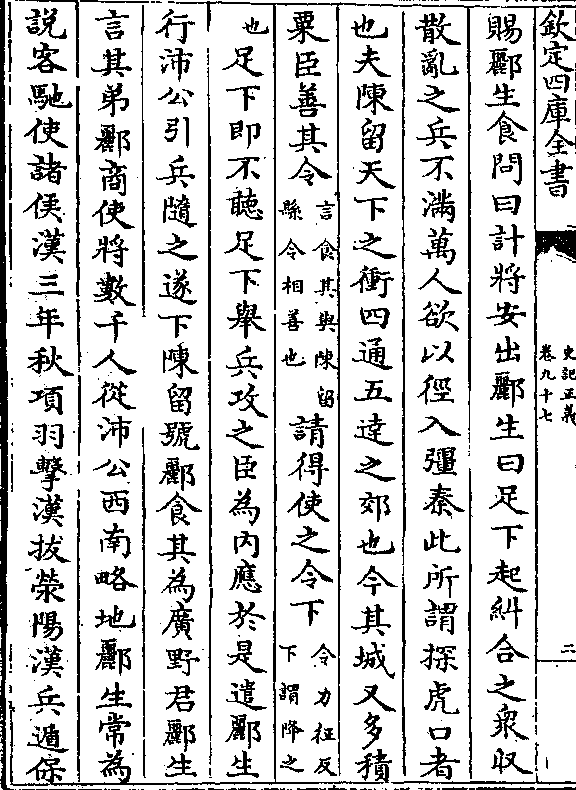 欽定四庫全書
史記正義
卷九十七
二
賜酈生食問曰計將安出酈生曰足下起糾合之衆収
散亂之兵不滿萬人欲以徑入彊秦此所謂探虎口者
也夫陳留天下之衝四通五達之郊也今其城又多積
粟臣善其令
言食其與陳留
縣令相善也
請得使之令下
令力征反
下謂降之
也
足下即不聽足下舉兵攻之臣為内應於是遣酈生
行沛公引兵隨之遂下陳留號酈食其為廣野君酈生
言其弟酈商使將數千人從沛公西南略地酈生常為
說客馳使諸侯漢三年秋項羽擊漢拔滎陽漢兵遁保